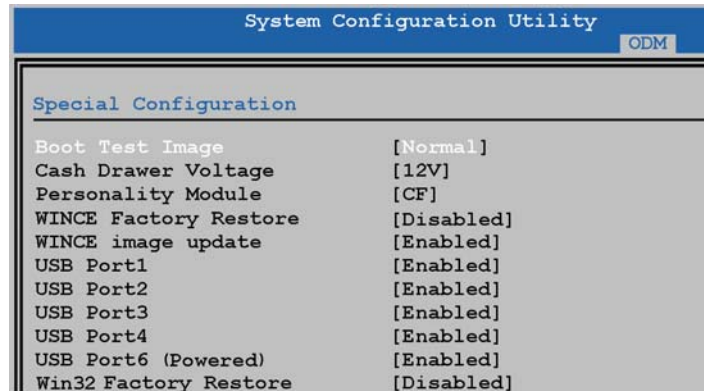 System Configuration Utility
ODM
Special Configuration
Boot Test Image [Normal]
Cash Drawer Voltage [12V]
Personality Module [CF]
WINCE Factory Restore [Disabled]
WINCE image update [Enabled]
USB Port1 [Enabled]
USB Port2 [Enabled]
USB Port3 [Enabled]
USB Port4 [Enabled]
USB Port6 (Powered) [Enabled]
Win32 Factory Restore [Disabled]